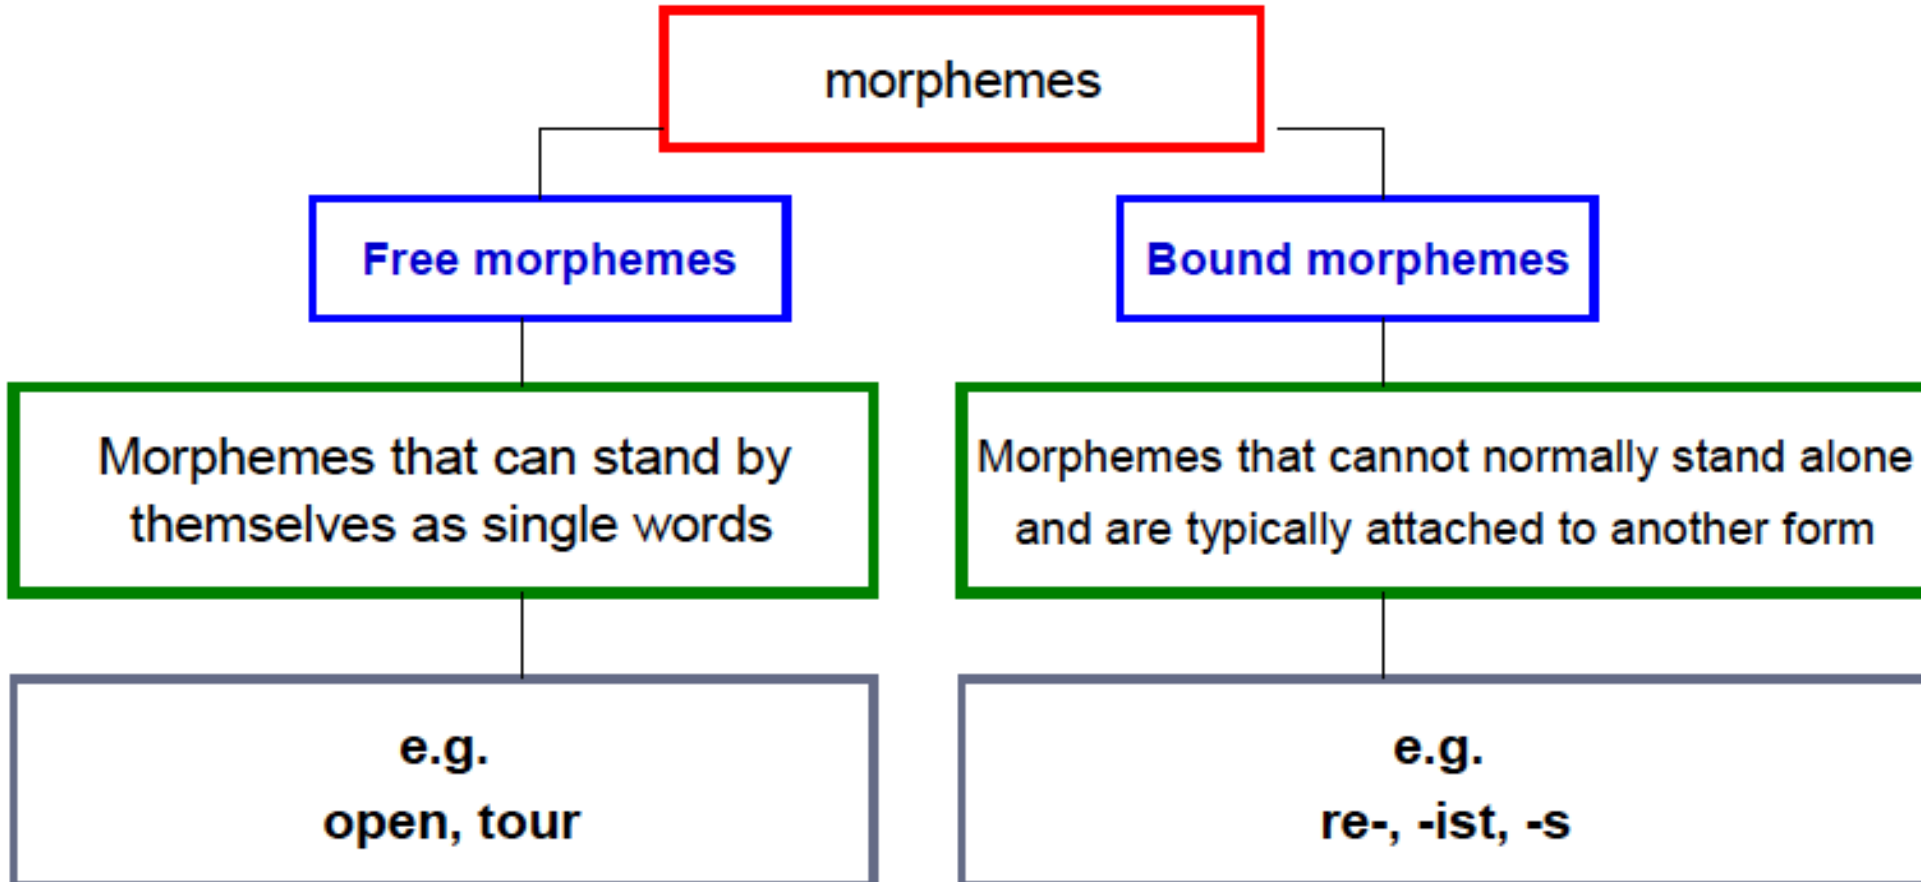 morphemes
Free morphemes
Bound morphemes
Morphemes that can stand by
themselves as single words
Morphemes that cannot normally stand alone
and are typically attached to another form
e.g.
open, tour
e.g.
re-, -ist, -s